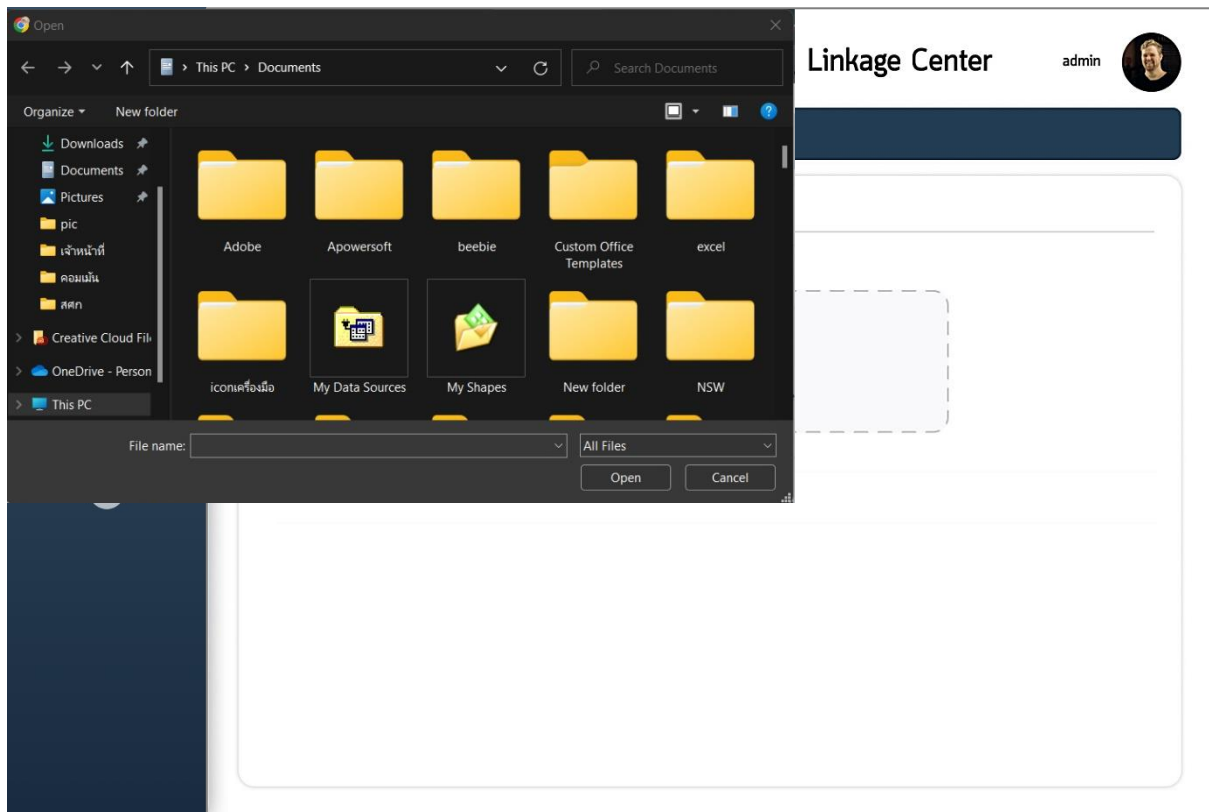 Open
This PC > Documents
Search Documents
Linkage Center
admin
Organize
New folder
Downloads
Documents
Pictures
pic
เจ้าหน้าที่
คอมเม้น
สศก
Creative Cloud File
OneDrive - Person
This PC
Adobe
Apowersoft
beebie
Custom Office
Templates
excel
iconเครื่องมือ
My Data Sources
My Shapes
New folder
NSW
File name:
All Files
Open
Cancel